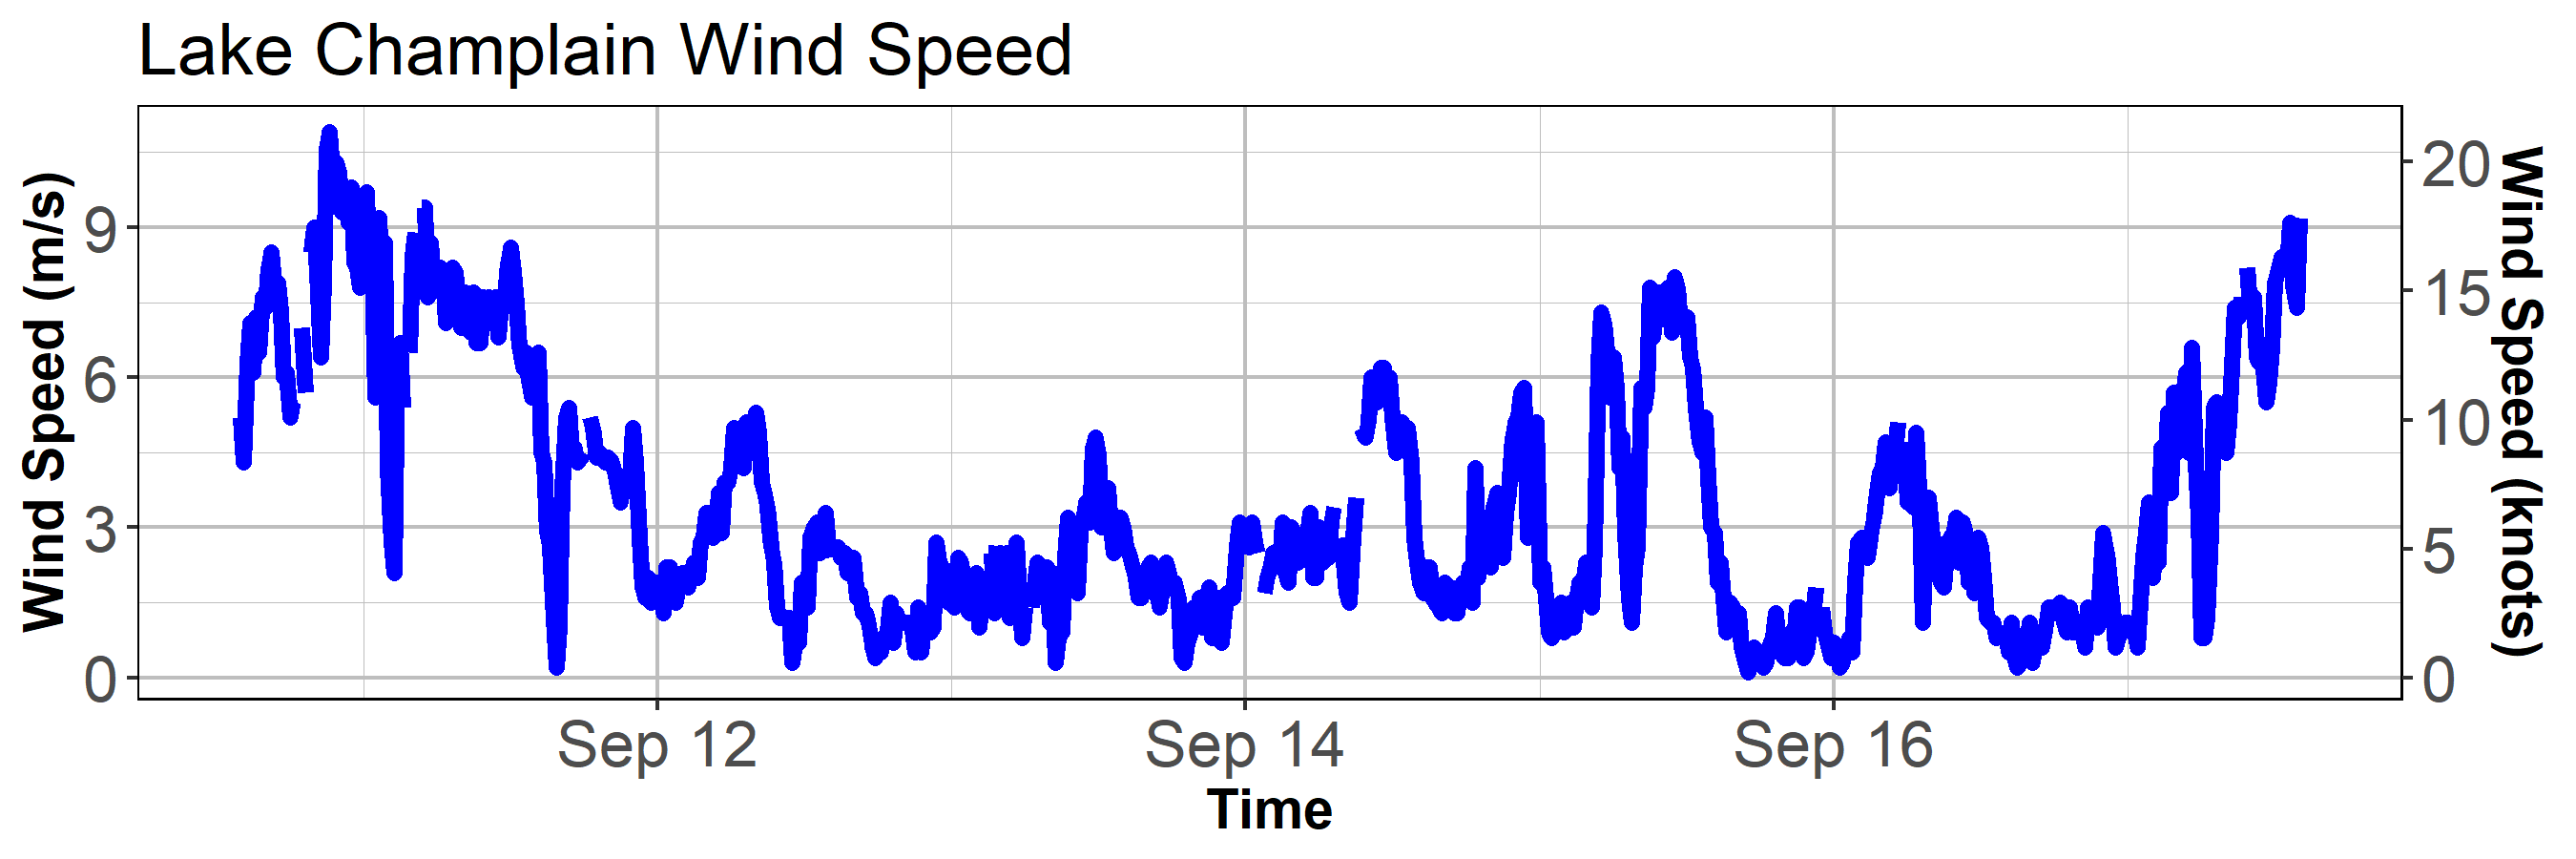 Lake Champlain Wind Speed
Wind Speed (m/s)
9
6
3
0
20
15
10
5
0
Wind Speed (knots)
Sep 12
Sep 14
Sep 16
Time